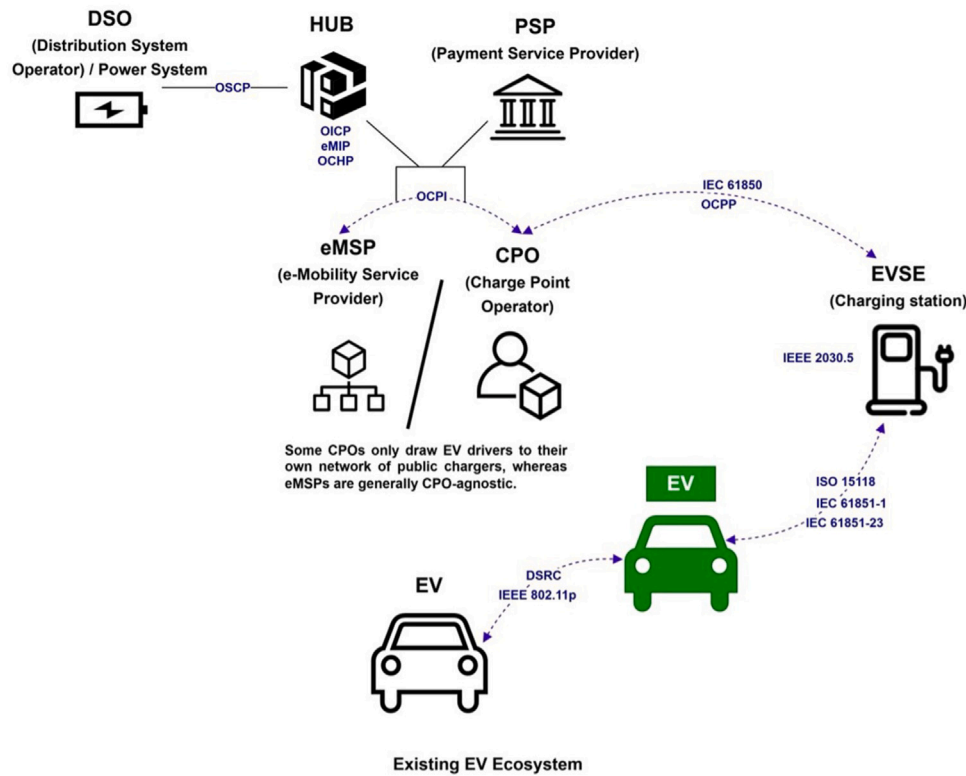 DSO
(Distribution System
Operator) / Power System
OSCP
HUB
OICP
eMIP
OCHP
PSP
(Payment Service Provider)
OCPI
IEC 61850
OCPP
eMSP
(e-Mobility Service
Provider)
CPO
(Charge Point
Operator)
EVSE
(Charging station)
IEEE 2030.5
Some CPOs only draw EV drivers to their
own network of public chargers, whereas
eMSPs are generally CPO-agnostic.
ISO 15118
IEC 61851-1
IEC 61851-23
EV
DSRC
IEEE 802.11p
EV
Existing EV Ecosystem